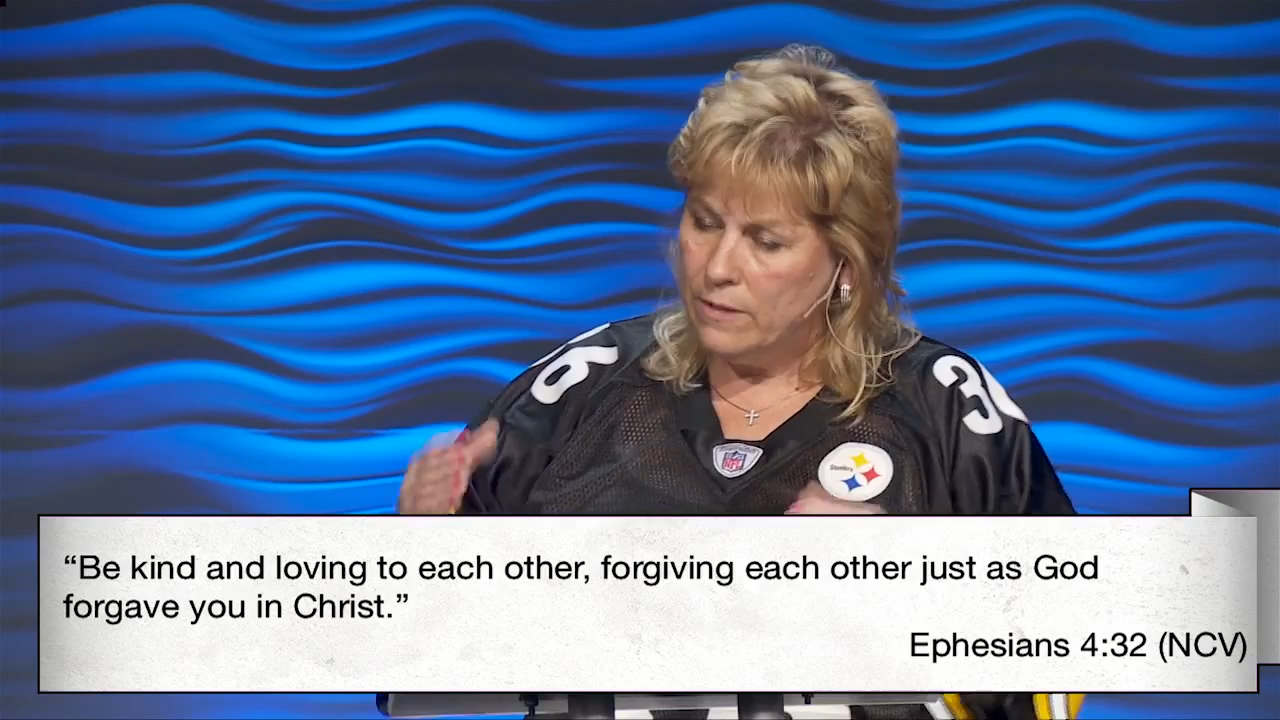 36
36
NFL
Steelers
“Be kind and loving to each other, forgiving each other just as God
forgave you in Christ.”
Ephesians 4:32 (NCV)